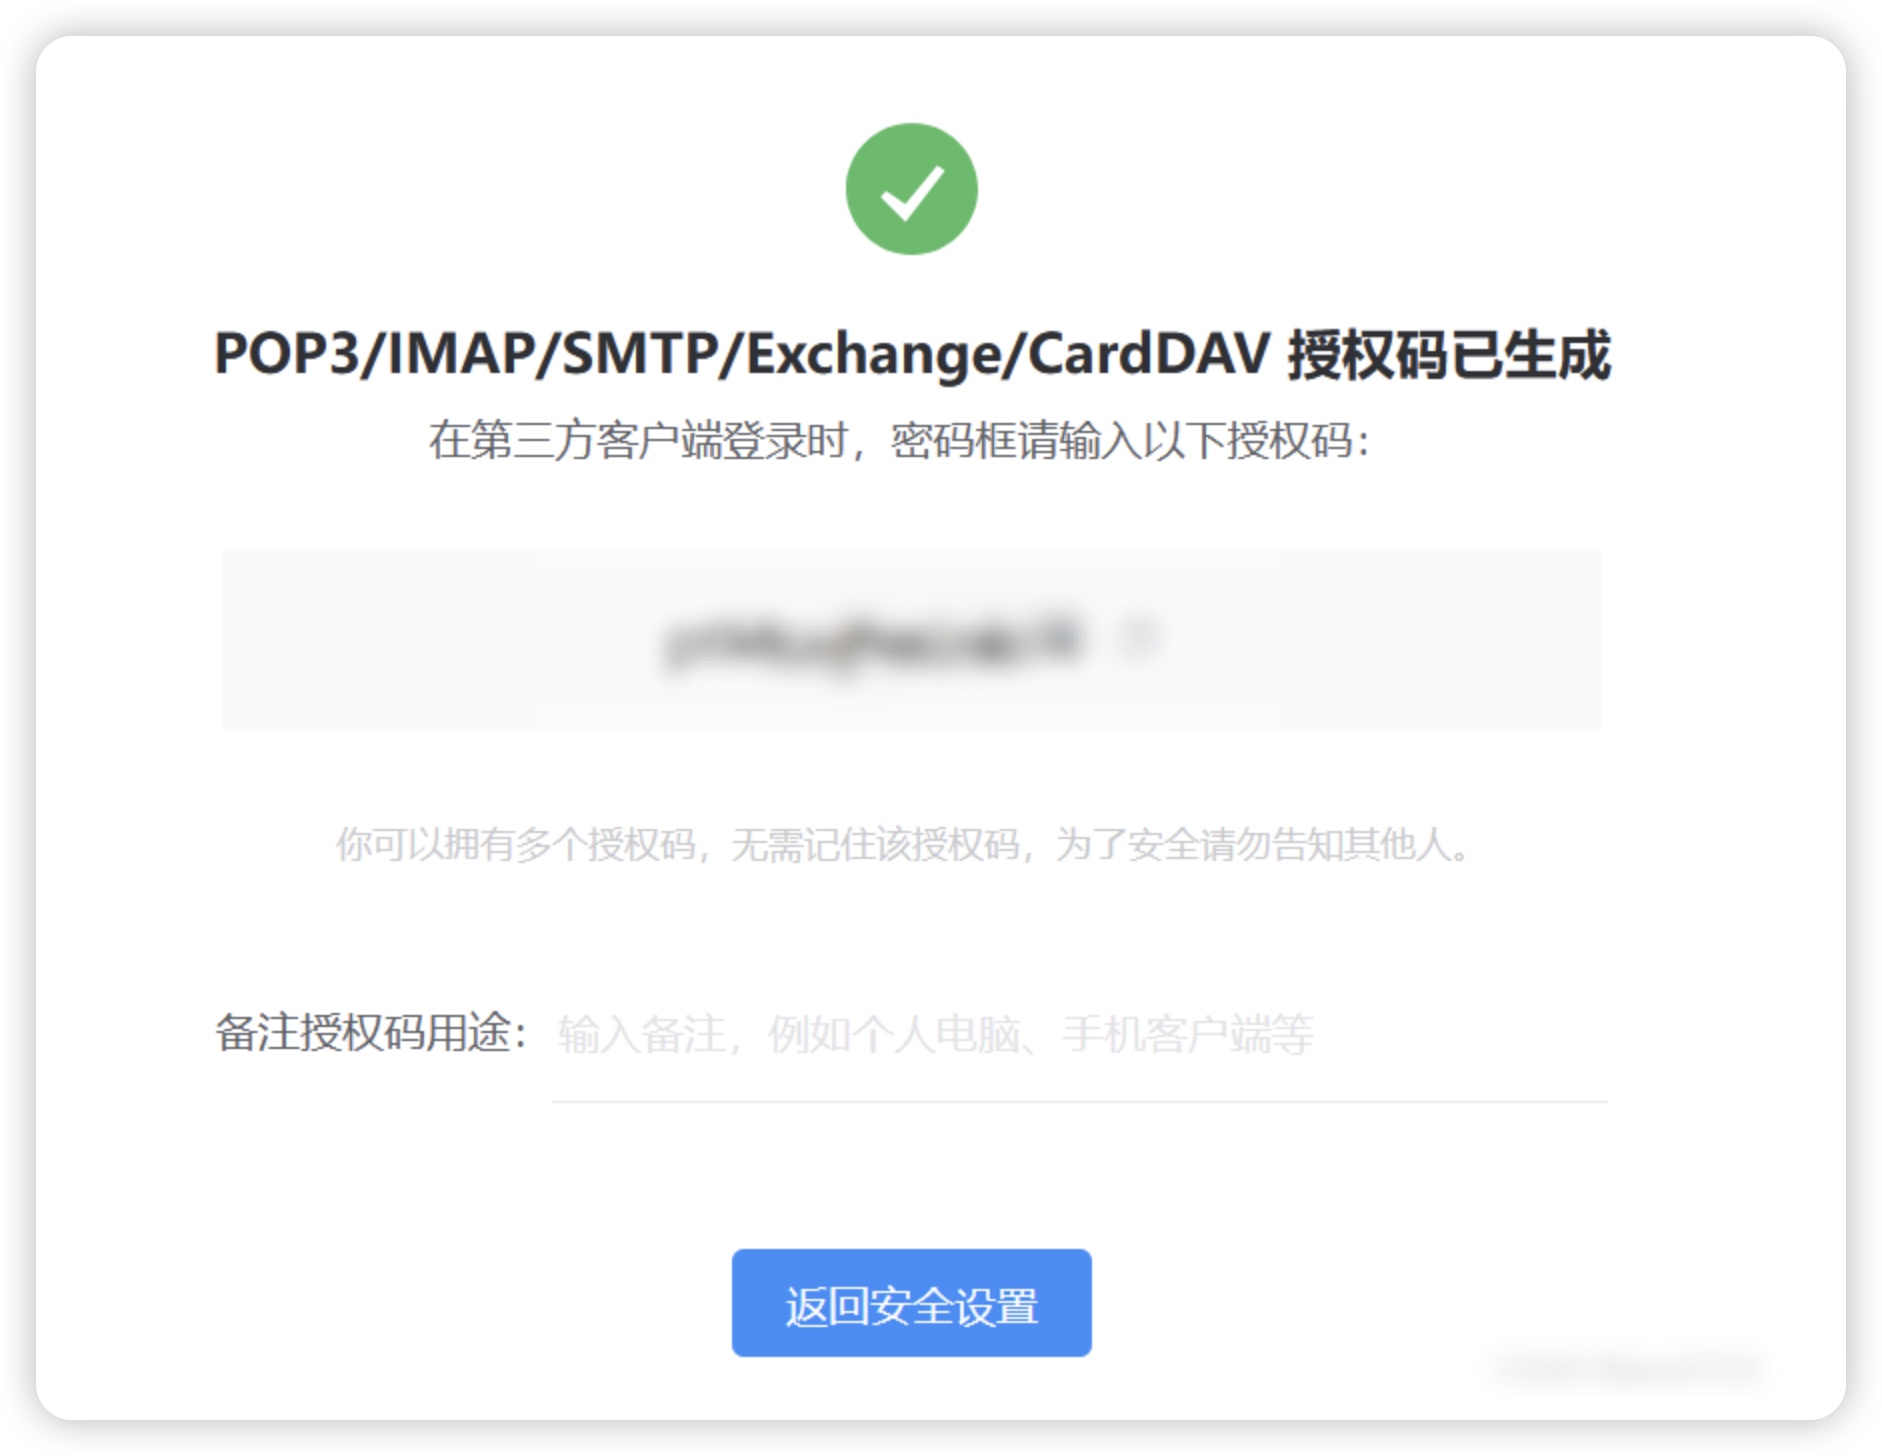 POP3/IMAP/SMTP/Exchange/CardDAV 授权码已生成
在第三方客户端登录时，密码框请输入以下授权码：
你可以拥有多个授权码，无需记住该授权码，为了安全请勿告知其他人。
备注授权码用途： 输入备注，例如个人电脑、手机客户端等
返回安全设置